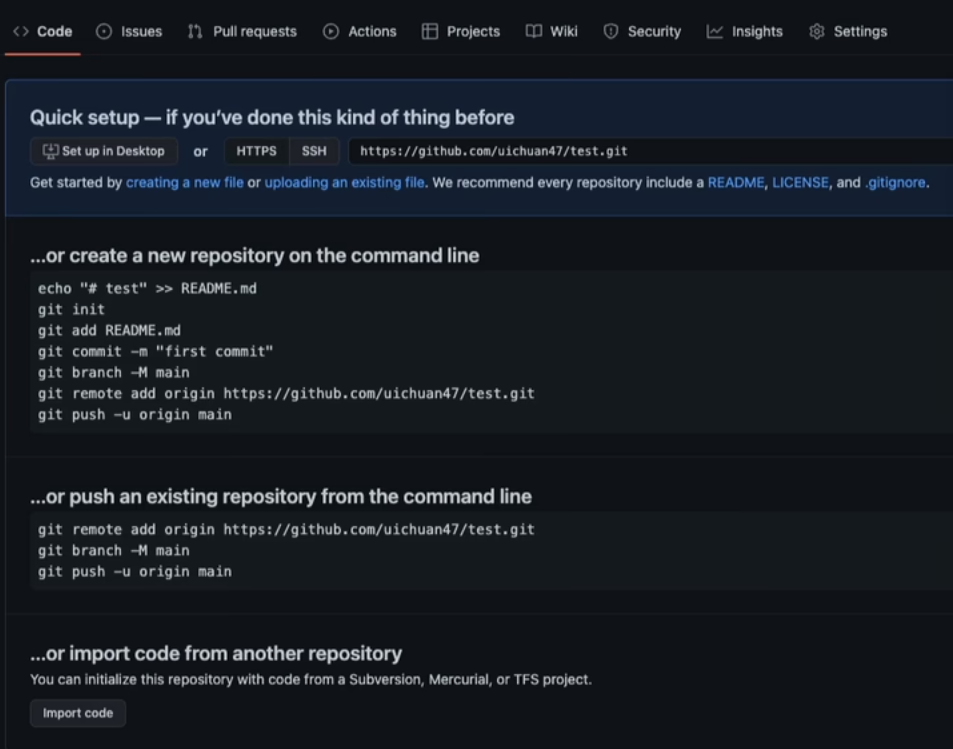 Code Issues Pull requests Actions Projects Wiki Security Insights Settings
Quick setup — if you've done this kind of thing before
Set up in Desktop or HTTPS SSH https://github.com/uichuan47/test.git
Get started by creating a new file or uploading an existing file. We recommend every repository include a README, LICENSE, and .gitignore.
...or create a new repository on the command line
echo "# test" >> README.md
git init
git add README.md
git commit -m "first commit"
git branch -M main
git remote add origin https://github.com/uichuan47/test.git
git push -u origin main
...or push an existing repository from the command line
git remote add origin https://github.com/uichuan47/test.git
git branch -M main
git push -u origin main
...or import code from another repository
You can initialize this repository with code from a Subversion, Mercurial, or TFS project.
Import code